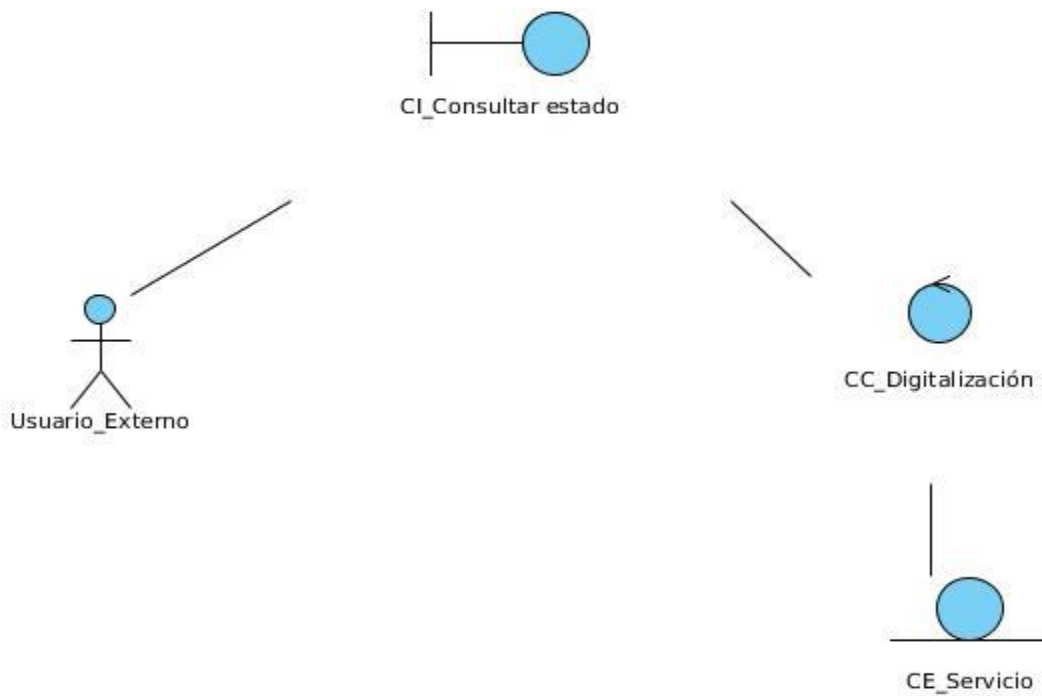 CI_Consultar estado
Usuario_Externo
CC_Digitalización
CE_Servicio